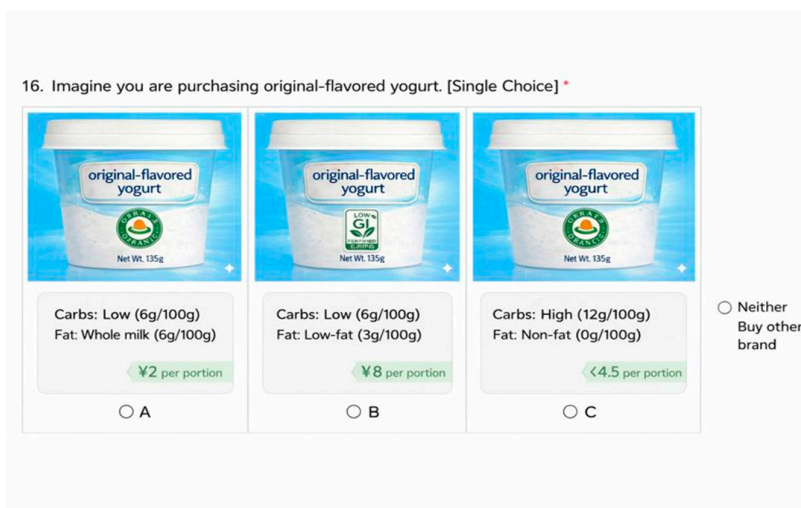 16. Imagine you are purchasing original-flavored yogurt. [Single Choice] *
original-flavored
yogurt
Net Wt. 135g
original-flavored
yogurt
LOW
GI
Net Wt. 135g
original-flavored
yogurt
Net Wt. 135g
Carbs: Low (6g/100g)
Fat: Whole milk (6g/100g)
¥2 per portion
A
Carbs: Low (6g/100g)
Fat: Low-fat (3g/100g)
¥8 per portion
B
Carbs: High (12g/100g)
Fat: Non-fat (0g/100g)
<4.5 per portion
C
Neither
Buy other
brand